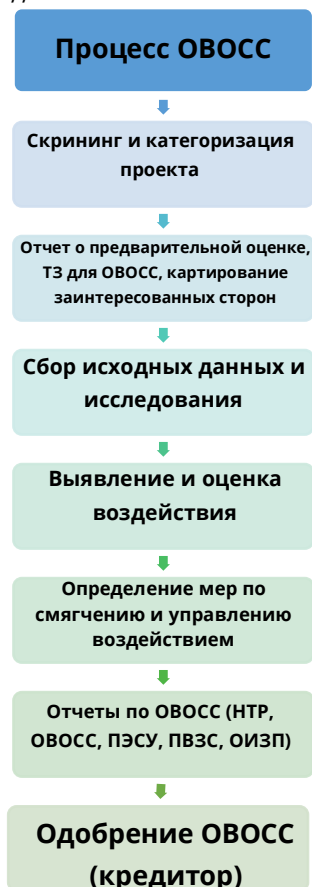 Процесс ОВОСС
Скрининг и категоризация
проекта
Отчет о предварительной оценке,
ТЗ для ОВОСС, картирование
заинтересованных сторон
Сбор исходных данных и
исследования
Выявление и оценка
воздействия
Определение мер по
смягчению и управлению
воздействием
Отчеты по ОВОСС (НТР,
ОВОСС, ПЭСУ, ПВЗС, ОИЗП)
Одобрение ОВОСС
(кредитор)